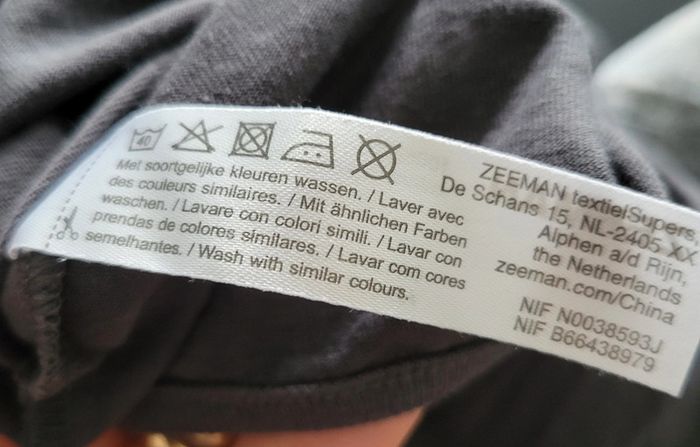 40
Met soortgelijke kleuren wassen. / Laver avec
des couleurs similaires. / Mit ähnlichen Farben
waschen. / Lavare con colori simili. / Lavar con
prendas de colores similares. / Lavar com cores
semelhantes. / Wash with similar colours.
ZEEMAN textielSupers
De Schans 15, NL-2405 XX
Alphen a/d Rijn,
the Netherlands
zeeman.com/China
NIF N0038593J
NIF B66438979